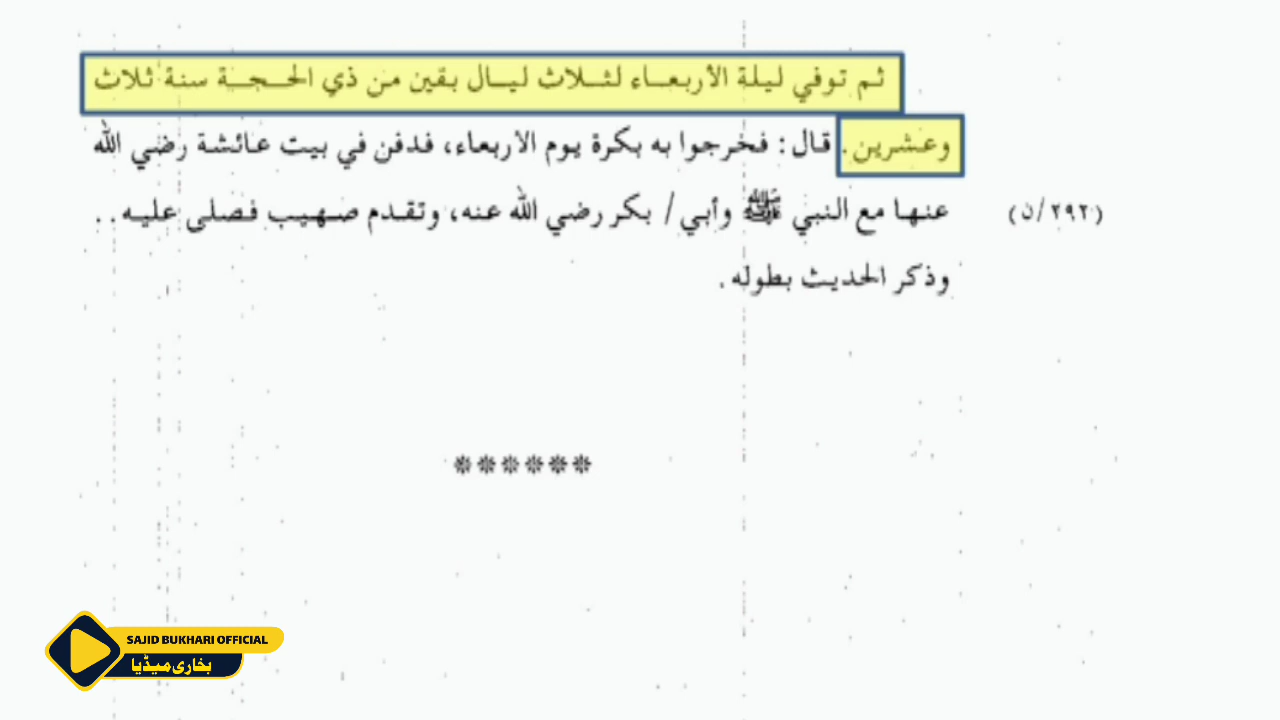 ثم توفي ليلة الأربعاء لثلاث ليال بقين من ذي الحجة سنة ثلاث
وعشرين. قال: فخرجوا به بكرة يوم الاربعاء، فدفن في بيت عائشة رضي الله
عنها مع النبي ﷺ وأبي/ بكر رضي الله عنه، وتقدم صهيب فصلى عليه..
(٢٩٢/ن)
وذكر الحديث بطوله.
******
SAJID BUKHARI OFFICIAL
بخاری میڈیا